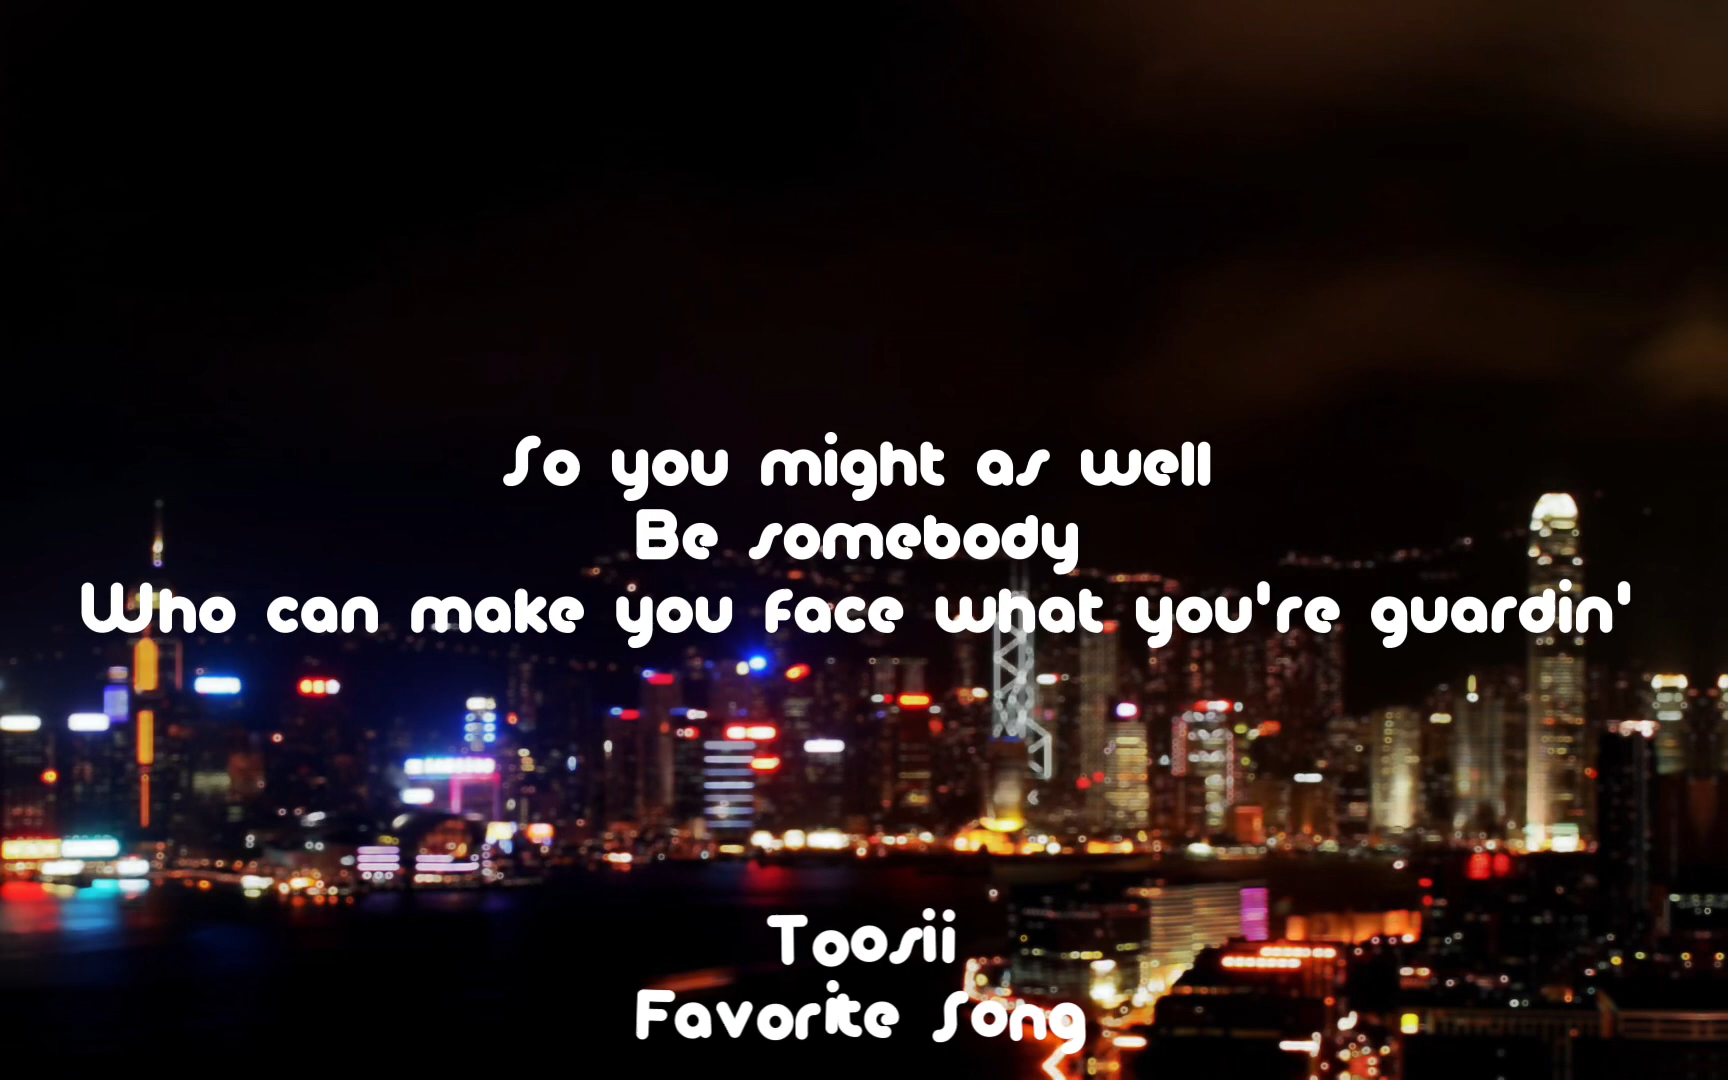 So you might as well
Be somebody
Who can make you face what you're guardin'
Toosii
Favorite Song